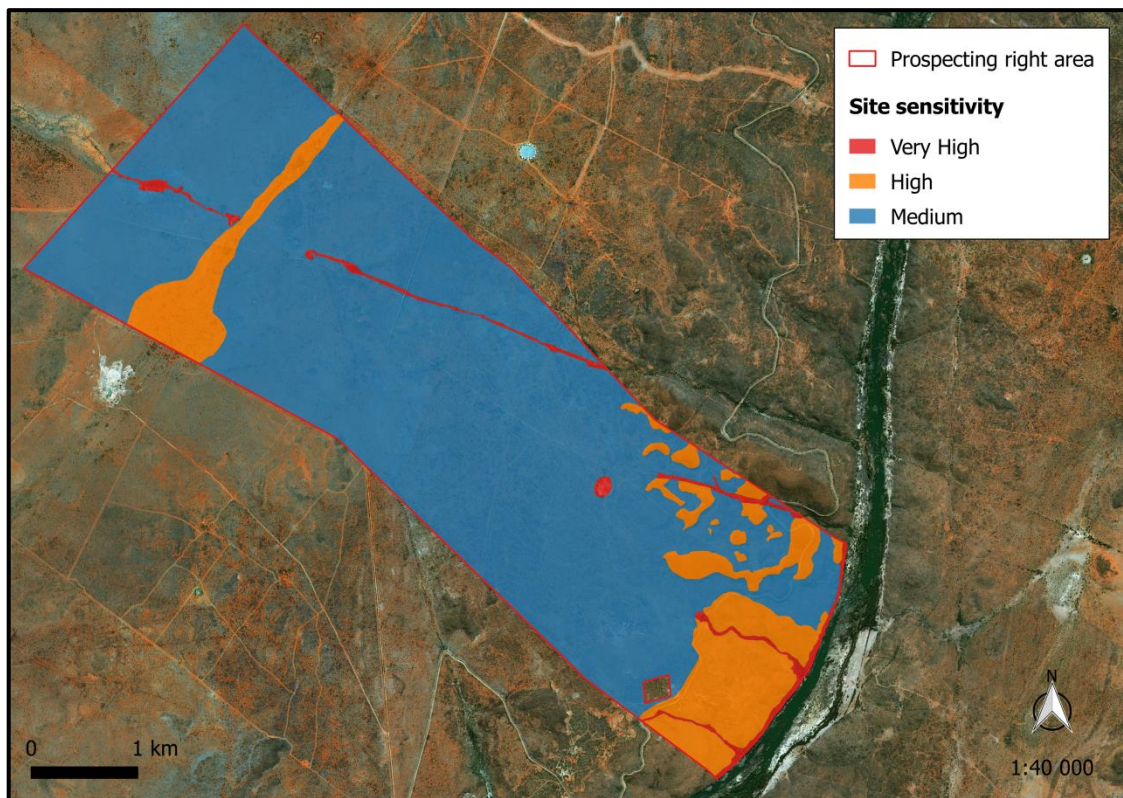 Prospecting right area
Site sensitivity
Very High
High
Medium
0 1 km
N
1:40 000